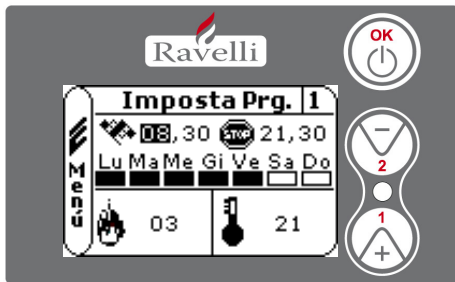 Ravelli
OK
Imposta Prg. 1
08,30 STOP 21,30
Lu Ma Me Gi Ve Sa Do
Menú
03 21
2
1